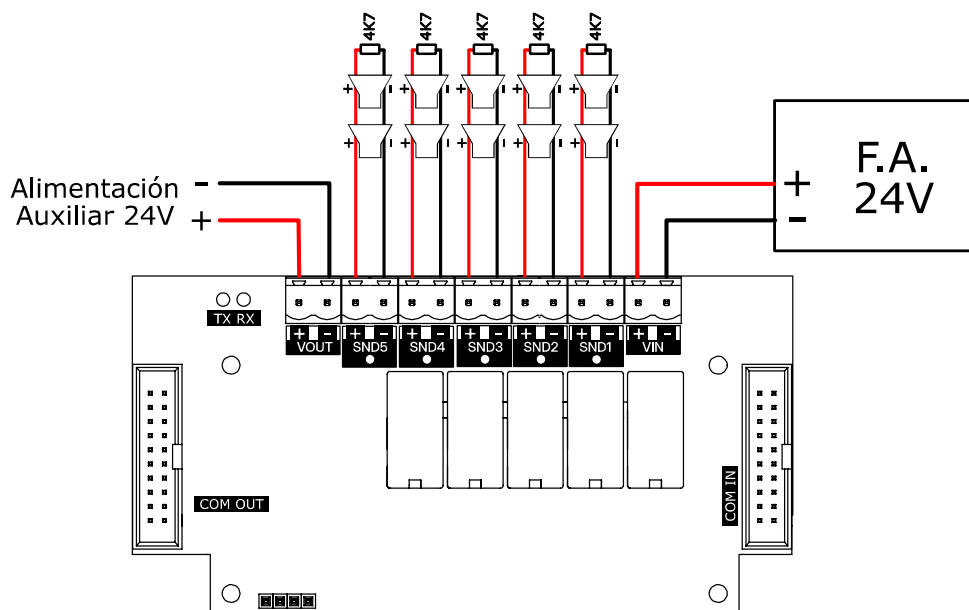 4K7 4K7 4K7 4K7 4K7
+ - + - + - + - + -
+ - + - + - + - + -
Alimentación -
Auxiliar 24V +
F.A.
24V
+
-
TX RX
+ - + - + - + - + - + - + -
VOUT SND5 SND4 SND3 SND2 SND1 VIN
COM OUT
COM IN